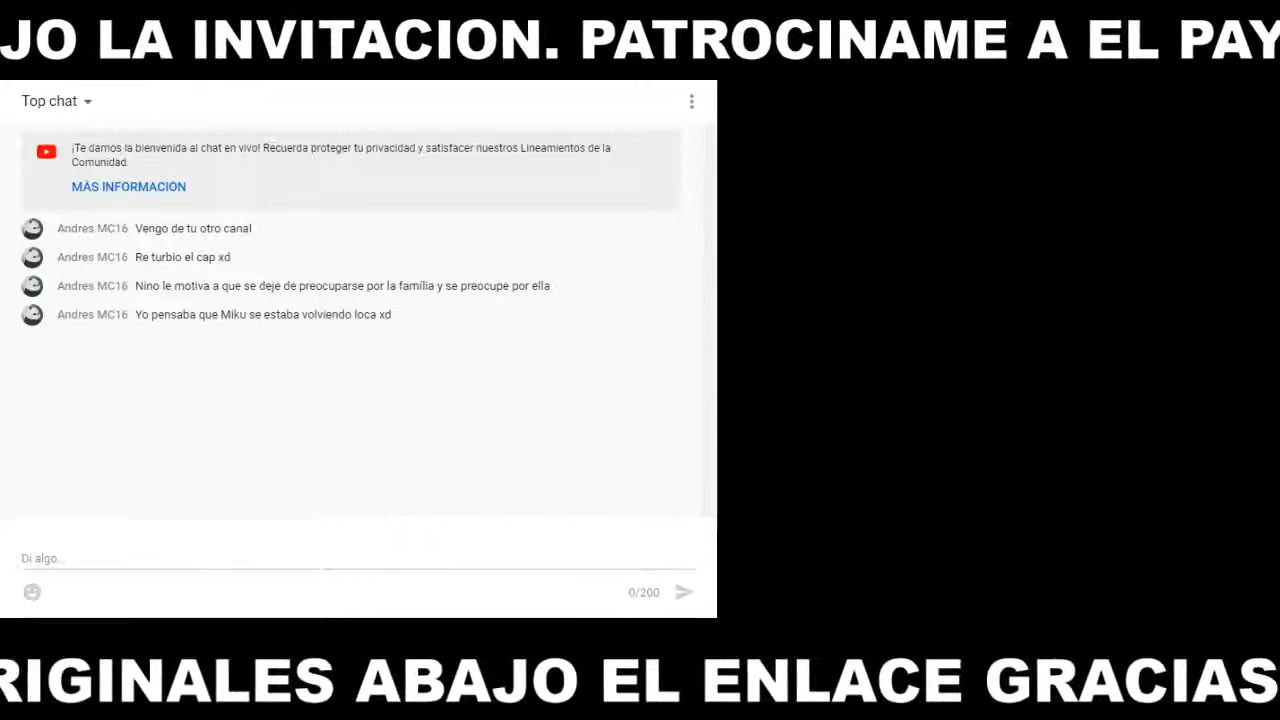 JO LA INVITACION. PATROCINAME A EL PAY
Top chat
¡Te damos la bienvenida al chat en vivo! Recuerda proteger tu privacidad y satisfacer nuestros Lineamientos de la
Comunidad.
MÁS INFORMACIÓN
Andres MC16 Vengo de tu otro canal
Andres MC16 Re turbio el cap xd
Andres MC16 Nino le motiva a que se deje de preocuparse por la família y se preocupe por ella
Andres MC16 Yo pensaba que Miku se estaba volviendo loca xd
Di algo...
0/200
RIGINALES ABAJO EL ENLACE GRACIAS